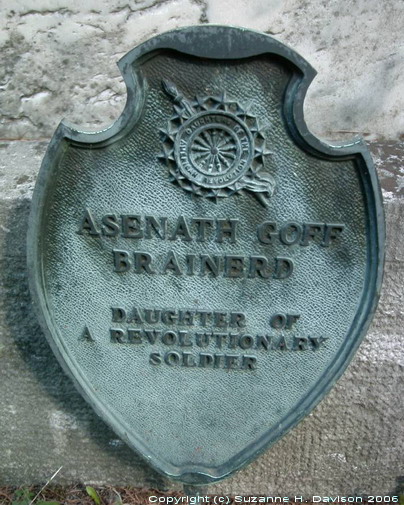 ASENATH GOFF
BRAINERD
DAUGHTER OF
A REVOLUTIONARY
SOLDIER
Copyright (c) Suzanne H. Davison 2006